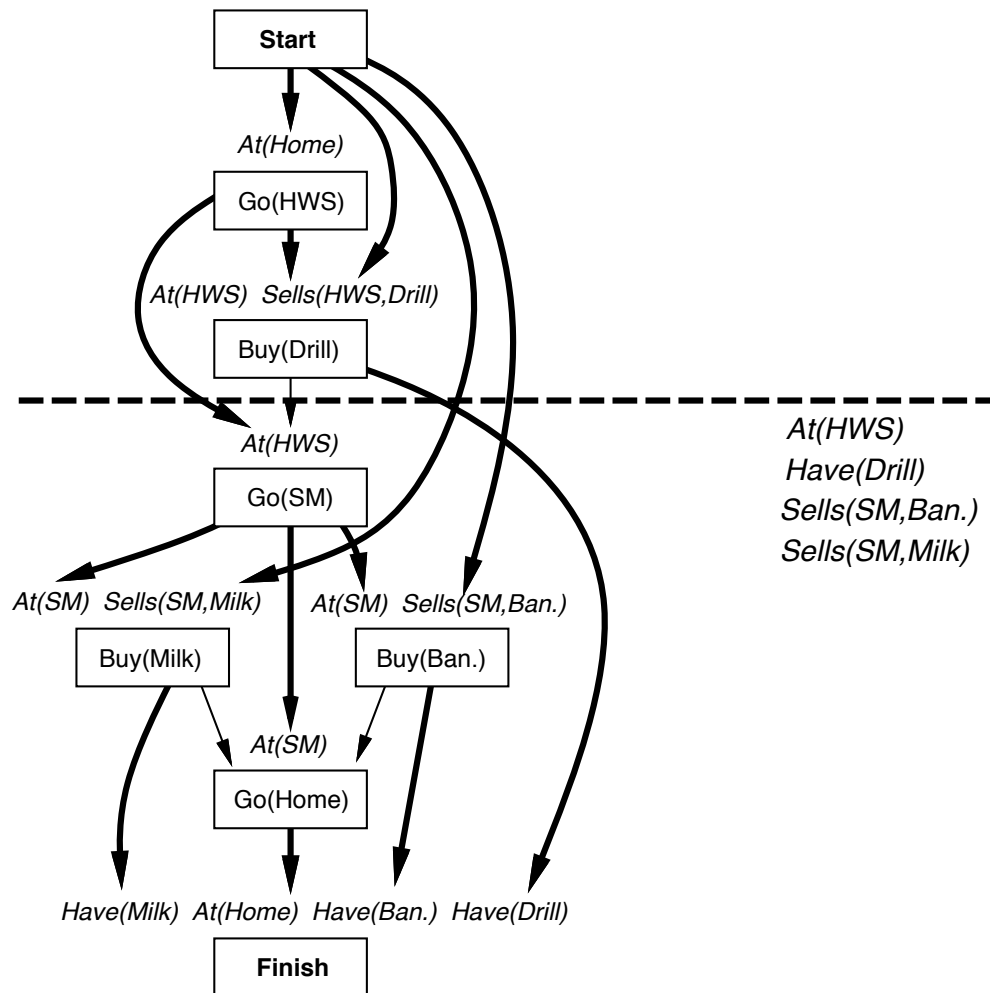 Start
At(Home)
Go(HWS)
At(HWS) Sells(HWS,Drill)
Buy(Drill)
At(HWS)
Go(SM)
At(SM) Sells(SM,Milk) At(SM) Sells(SM,Ban.)
Buy(Milk) Buy(Ban.)
At(SM)
Go(Home)
Have(Milk) At(Home) Have(Ban.) Have(Drill)
Finish
At(HWS)
Have(Drill)
Sells(SM,Ban.)
Sells(SM,Milk)